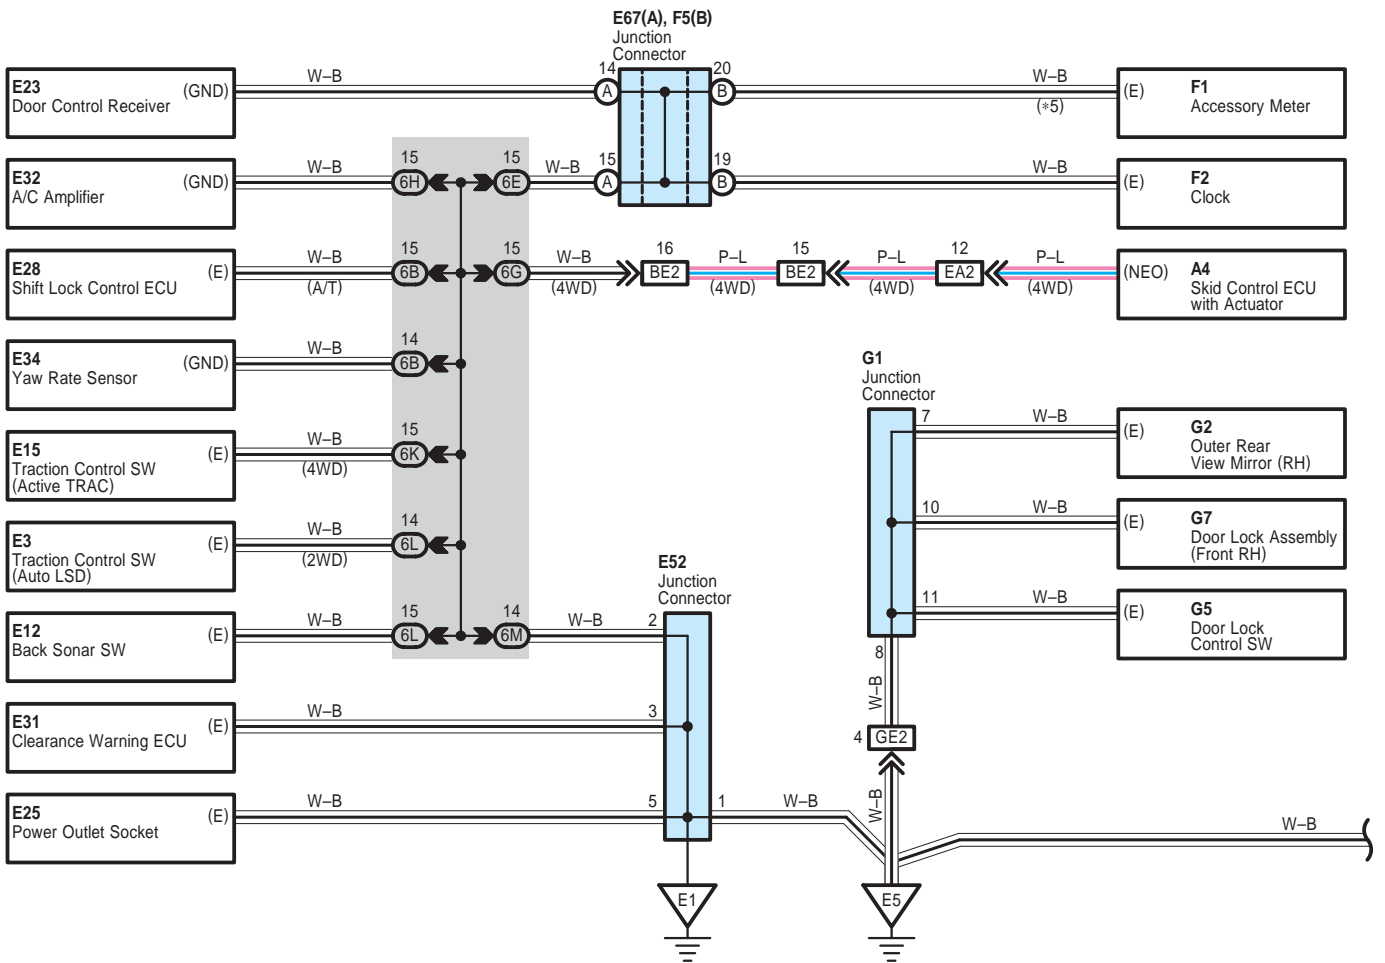 E67(A), F5(B)
Junction
Connector
E23
Door Control Receiver
(GND)
W–B
14
A
20
B
W–B
(∗5)
(E)
F1
Accessory Meter
E32
A/C Amplifier
(GND)
W–B
15
6H
15
6E
W–B
15
A
19
B
W–B
(E)
F2
Clock
E28
Shift Lock Control ECU
(E)
W–B
(A/T)
15
6B
15
6G
W–B
(4WD)
16
BE2
P–L
(4WD)
15
BE2
P–L
(4WD)
12
EA2
P–L
(4WD)
(NEO)
A4
Skid Control ECU
with Actuator
E34
Yaw Rate Sensor
(GND)
W–B
14
6B
G1
Junction
Connector
7
W–B
(E)
G2
Outer Rear
View Mirror (RH)
E15
Traction Control SW
(Active TRAC)
(E)
W–B
(4WD)
15
6K
10
W–B
(E)
G7
Door Lock Assembly
(Front RH)
E3
Traction Control SW
(Auto LSD)
(E)
W–B
(2WD)
14
6L
E52
Junction
Connector
11
W–B
(E)
G5
Door Lock
Control SW
E12
Back Sonar SW
(E)
W–B
15
6L
14
6M
W–B
2
8
W–B
E31
Clearance Warning ECU
(E)
W–B
3
4
GE2
E25
Power Outlet Socket
(E)
W–B
5
1
W–B
W–B
W–B
E1
E5